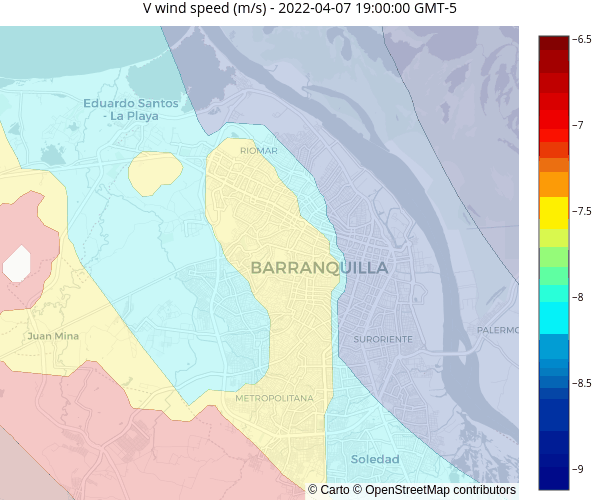 V wind speed (m/s) - 2022-04-07 19:00:00 GMT-5
−6.5
Eduardo Santos
- La Playa
−7
RIOMAR
−7.5
BARRANQUILLA
−8
Juan Mina
SURORIENTE
PALERMO
−8.5
METROPOLITANA
Soledad
−9
© Carto © OpenStreetMap contributors